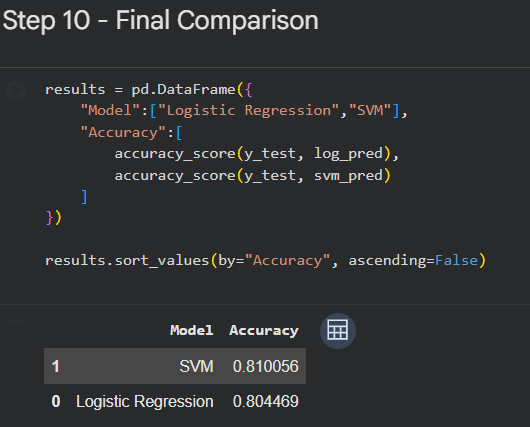 Step 10 - Final Comparison
results = pd.DataFrame({
    "Model":["Logistic Regression","SVM"],
    "Accuracy":[
        accuracy_score(y_test, log_pred),
        accuracy_score(y_test, svm_pred)
    ]
})
results.sort_values(by="Accuracy", ascending=False)
Model Accuracy
1 SVM 0.810056
0 Logistic Regression 0.804469